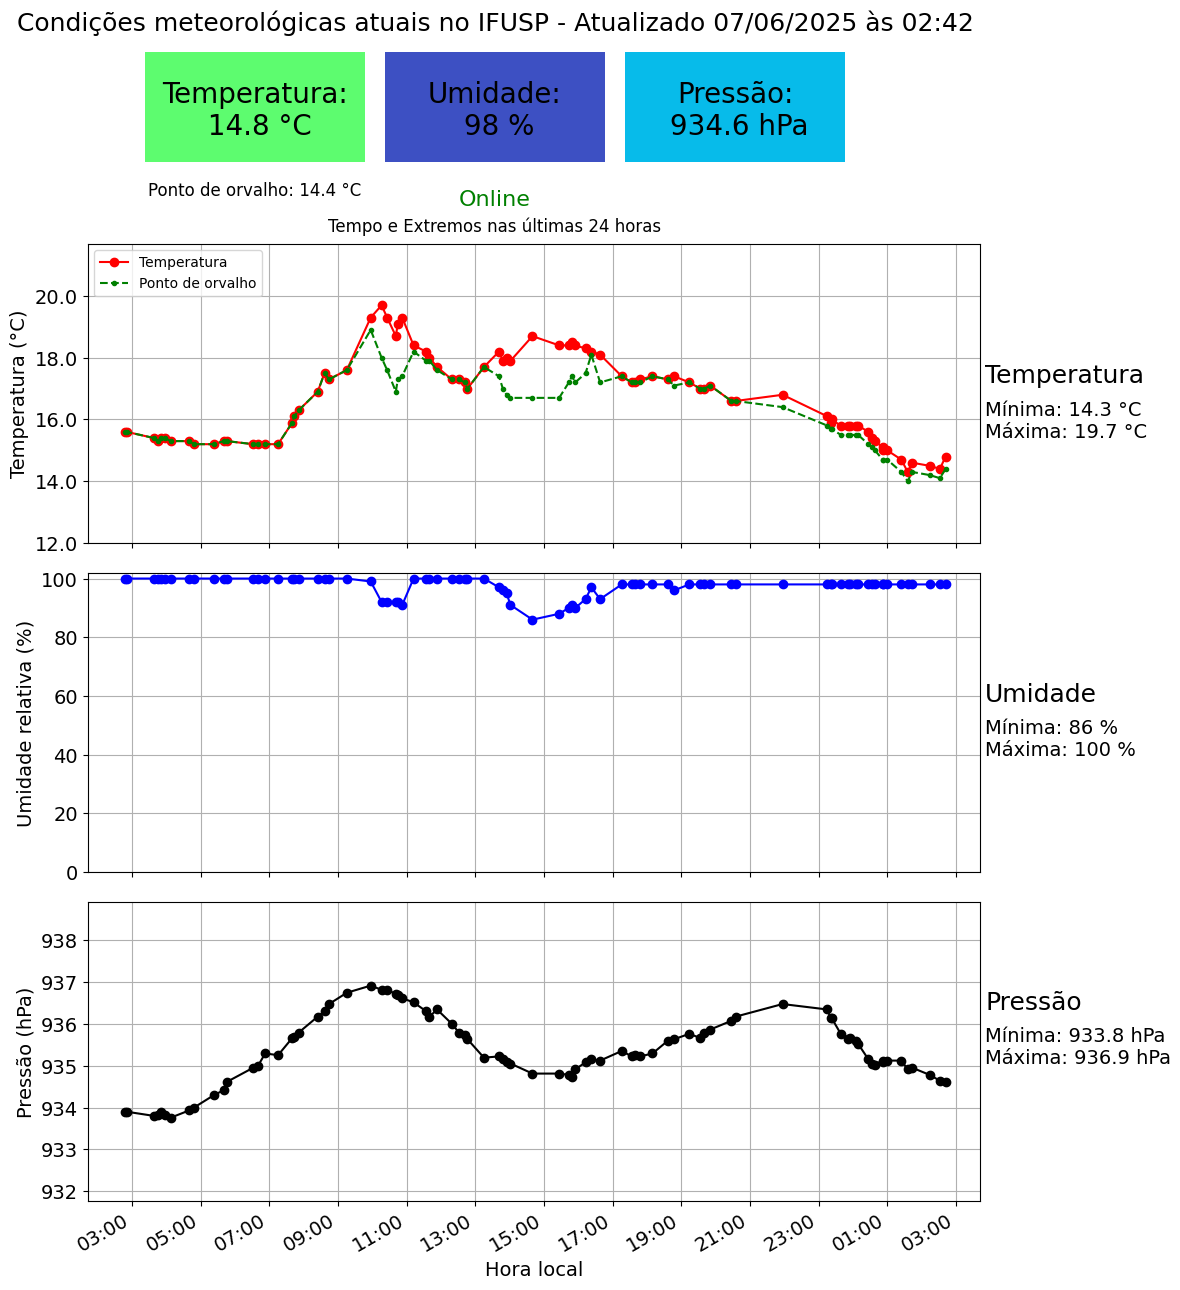 Condições meteorológicas atuais no IFUSP - Atualizado 07/06/2025 às 02:42
Temperatura:
14.8 °C
Umidade:
98 %
Pressão:
934.6 hPa
Ponto de orvalho: 14.4 °C
Online
Tempo e Extremos nas últimas 24 horas
Temperatura
Ponto de orvalho
Temperatura (°C)
20.0
18.0
16.0
14.0
12.0
Temperatura
Mínima: 14.3 °C
Máxima: 19.7 °C
Umidade relativa (%)
100
80
60
40
20
0
Umidade
Mínima: 86 %
Máxima: 100 %
Pressão (hPa)
938
937
936
935
934
933
932
Pressão
Mínima: 933.8 hPa
Máxima: 936.9 hPa
03:00 05:00 07:00 09:00 11:00 13:00 15:00 17:00 19:00 21:00 23:00 01:00 03:00
Hora local